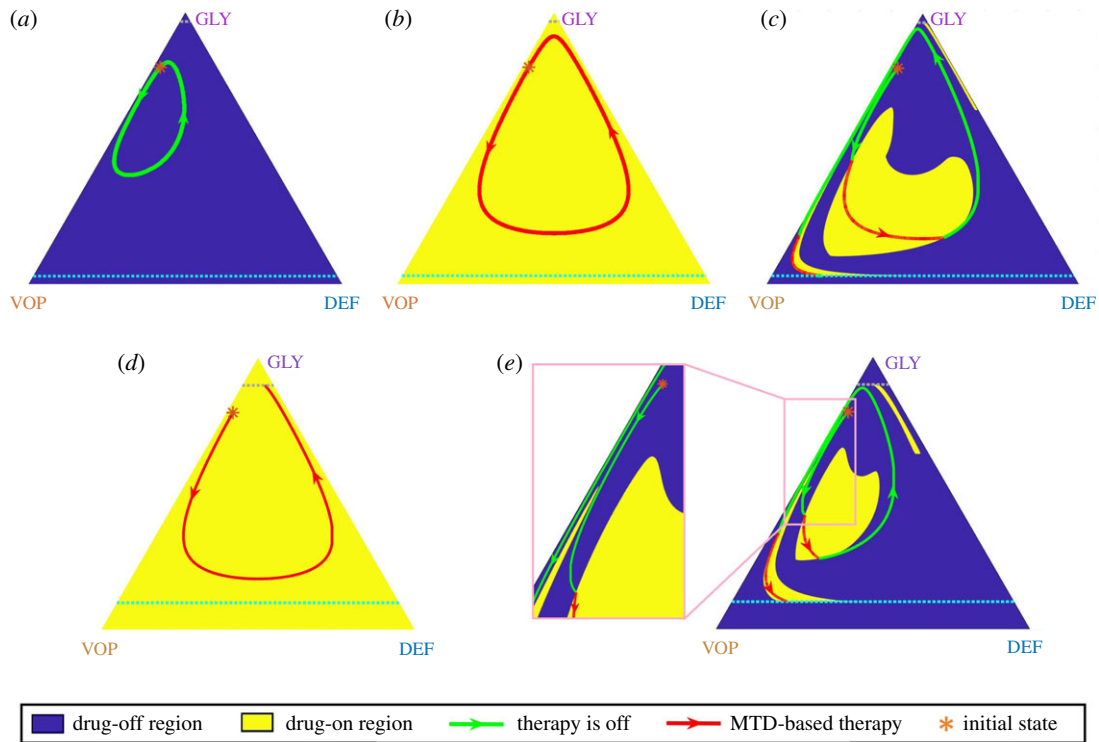 (a)
GLY
VOP
DEF
(b)
GLY
VOP
DEF
(c)
GLY
VOP
DEF
(d)
GLY
VOP
DEF
(e)
GLY
VOP
DEF
drug-off region
drug-on region
therapy is off
MTD-based therapy
initial state